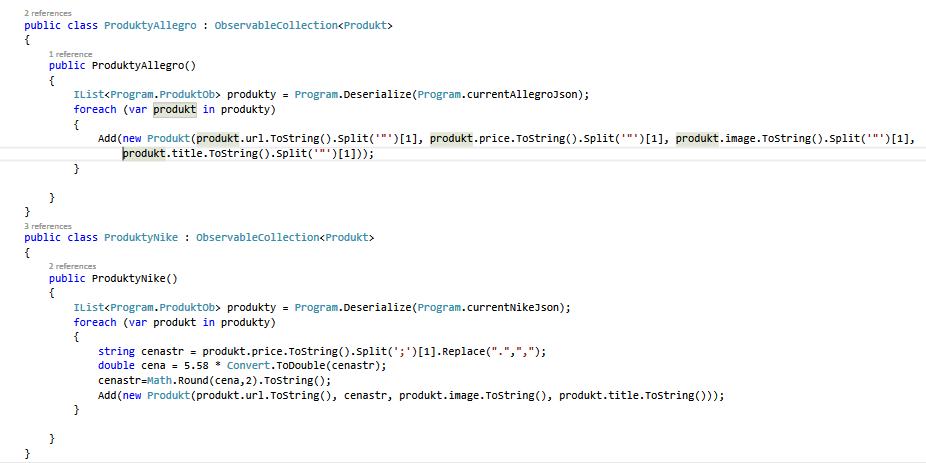 2 references
public class ProduktyAllegro : ObservableCollection<Produkt>
{
1 reference
public ProduktyAllegro()
{
IList<Program.ProduktOb> produkty = Program.Deserialize(Program.currentAllegroJson);
foreach (var produkt in produkty)
{
Add(new Produkt(produkt.url.ToString().Split('"')[1], produkt.price.ToString().Split('"')[1], produkt.image.ToString().Split('"')[1],
produkt.title.ToString().Split('"')[1]));
}
}
}
3 references
public class ProduktyNike : ObservableCollection<Produkt>
{
2 references
public ProduktyNike()
{
IList<Program.ProduktOb> produkty = Program.Deserialize(Program.currentNikeJson);
foreach (var produkt in produkty)
{
string cenastr = produkt.price.ToString().Split(';')[1].Replace(".",",");
double cena = 5.58 * Convert.ToDouble(cenastr);
cenastr=Math.Round(cena,2).ToString();
Add(new Produkt(produkt.url.ToString(), cenastr, produkt.image.ToString(), produkt.title.ToString()));
}
}
}